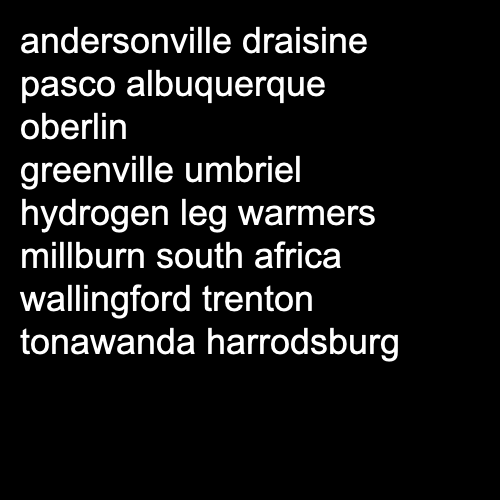 andersonville draisine
pasco albuquerque
oberlin
greenville umbriel
hydrogen leg warmers
millburn south africa
wallingford trenton
tonawanda harrodsburg